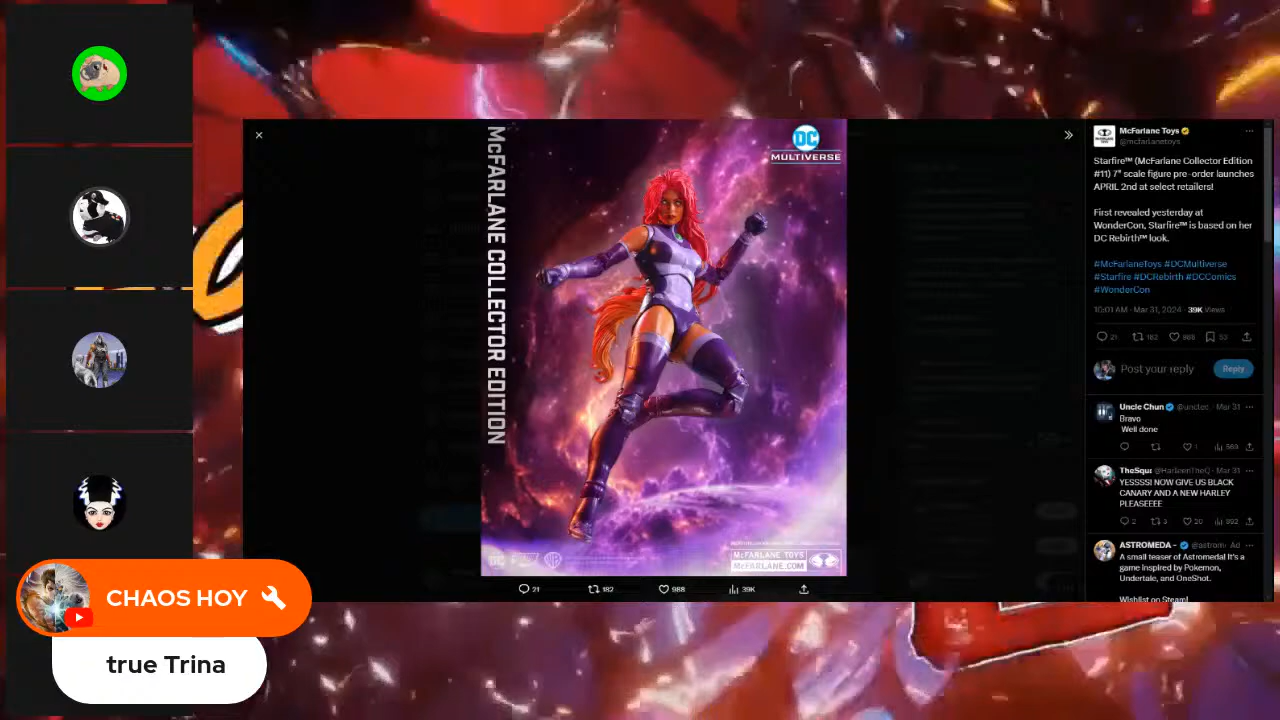 McFARLANE COLLECTOR EDITION
DC
MULTIVERSE
McFARLANE TOYS
McFARLANE.COM
21
182
988
39K
McFarlane Toys
@mcfarlanetoys
Starfire™ (McFarlane Collector Edition
#11) 7" scale figure pre-order launches
APRIL 2nd at select retailers!
First revealed yesterday at
WonderCon, Starfire™ is based on her
DC Rebirth™ look.
#McFarlaneToys #DCMultiverse
#Starfire #DCRebirth #DCComics
#WonderCon
10:01 AM · Mar 31, 2024 · 39K Views
21 182 988 53
Post your reply
Reply
Uncle Chun @unclec · Mar 31
Bravo
Well done
1 569
TheSqui @HarleenTheQ · Mar 31
YESSSSI NOW GIVE US BLACK
CANARY AND A NEW HARLEY
PLEASEEEE
2 3 20 992
ASTROMEDA - @astrom · Ad
A small teaser of Astromeda! It's a
game inspired by Pokemon,
Undertale, and OneShot.
Wishlist on Steam!
CHAOS HOY
true Trina